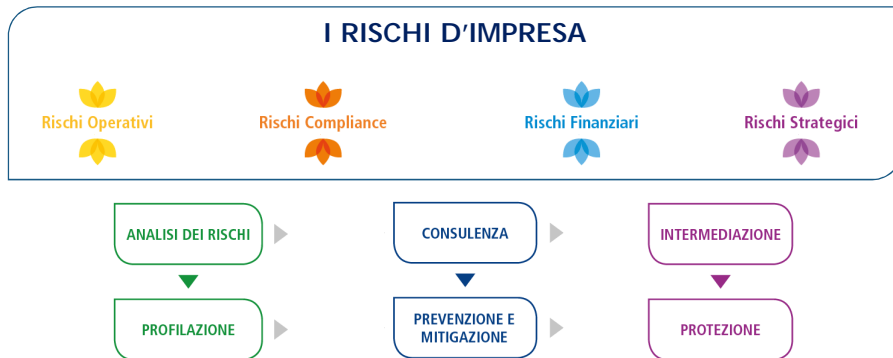 I RISCHI D'IMPRESA
Rischi Operativi
Rischi Compliance
Rischi Finanziari
Rischi Strategici
ANALISI DEI RISCHI
CONSULENZA
INTERMEDIAZIONE
PROFILAZIONE
PREVENZIONE E
MITIGAZIONE
PROTEZIONE